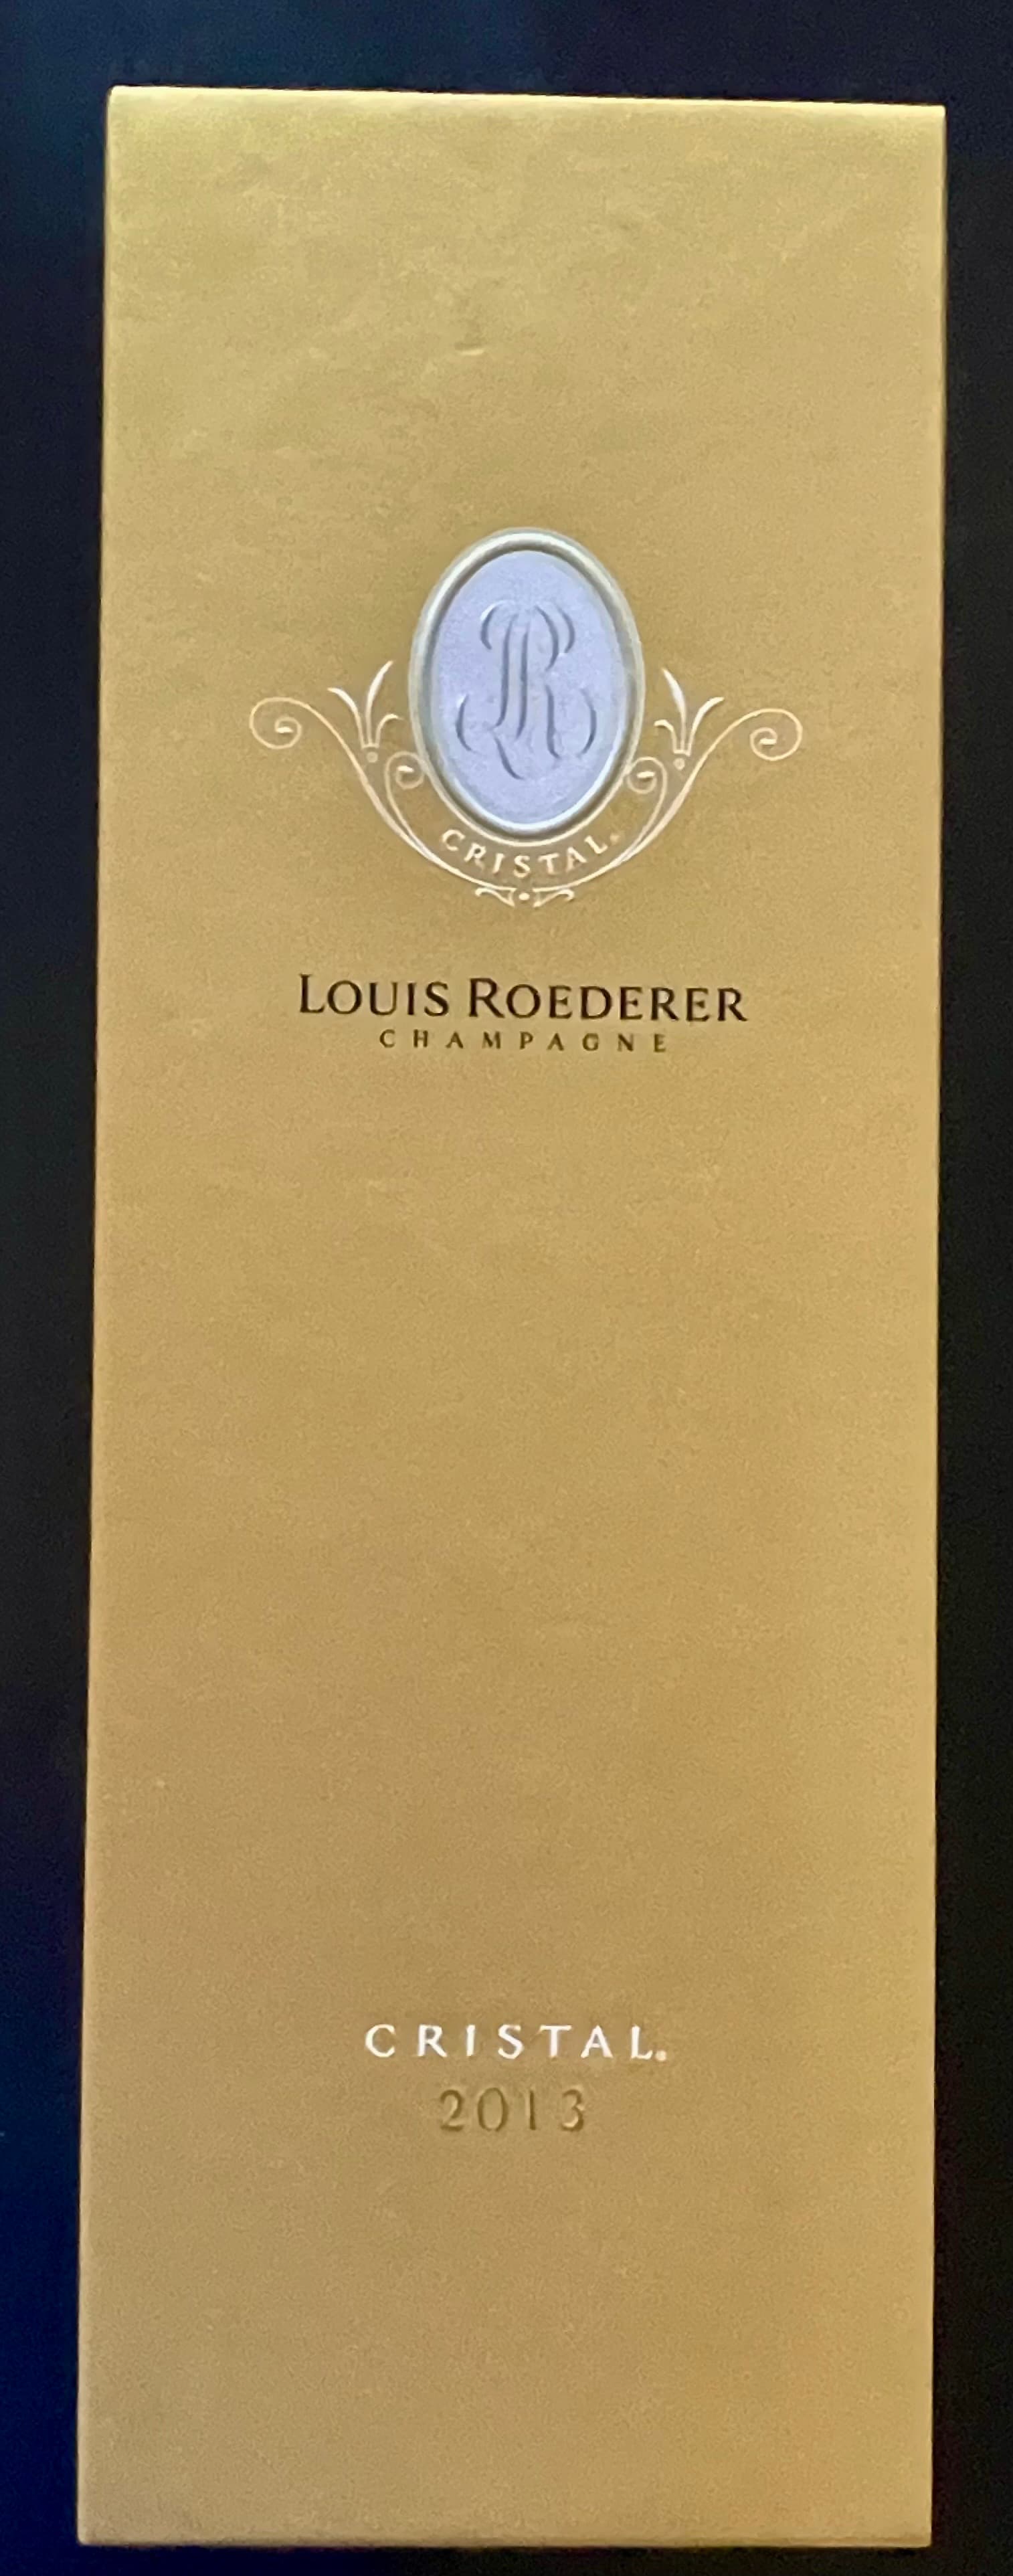 LR
CRISTAL®
LOUIS ROEDERER
CHAMPAGNE
CRISTAL®
2013